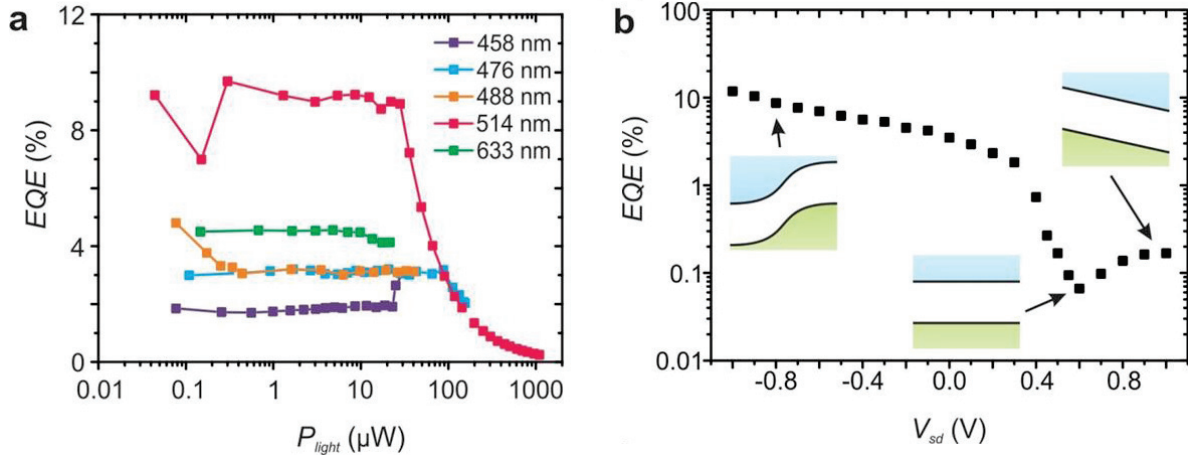 a
12
8
4
0
EQE (%)
458 nm
476 nm
488 nm
514 nm
633 nm
0.01 0.1 1 10 100 1000
P_light (µW)
b
100
10
1
0.1
0.01
EQE (%)
-0.8 -0.4 0.0 0.4 0.8
V_sd (V)